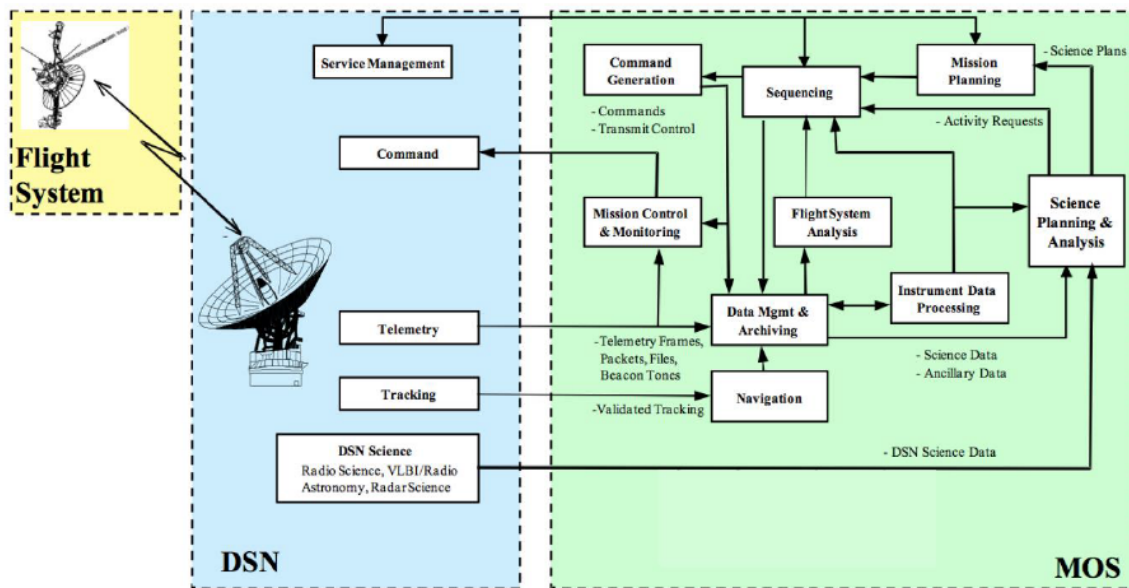 Flight
System
Service Management
Command
Telemetry
Tracking
DSN Science
Radio Science, VLBI/Radio
Astronomy, Radar Science
DSN
Command
Generation
Sequencing
Mission
Planning
- Science Plans
- Commands
- Transmit Control
- Activity Requests
Mission Control
& Monitoring
Flight System
Analysis
Science
Planning &
Analysis
Data Mgmt &
Archiving
Instrument Data
Processing
- Telemetry Frames,
Packets, Files,
Beacon Tones
- Science Data
- Ancillary Data
Navigation
- Validated Tracking
- DSN Science Data
MOS